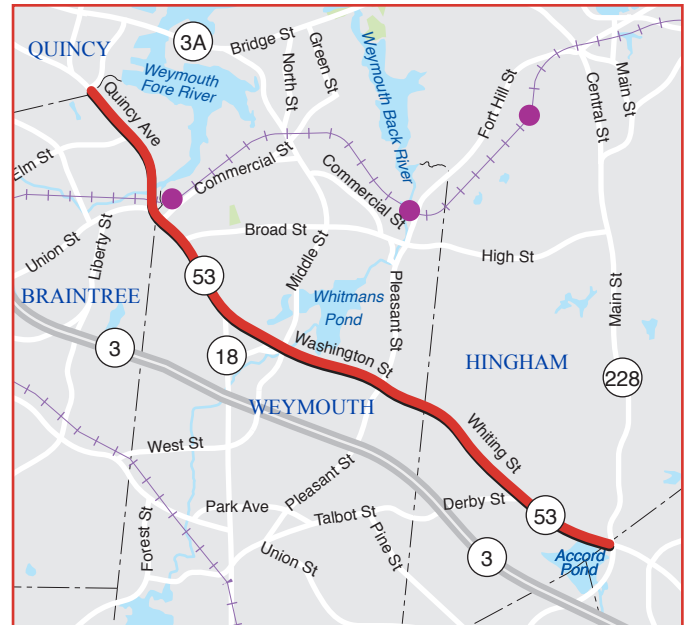 QUINCY
3A
Bridge St
Green St
North St
Weymouth
Fore River
Weymouth Back River
Fort Hill St
Main St
Central St
Quincy Ave
Elm St
Commercial St
Commercial St
Union St
Liberty St
Broad St
Middle St
High St
BRAINTREE
53
Whitmans
Pond
Pleasant St
Main St
3
18
Washington St
HINGHAM
228
WEYMOUTH
West St
Whiting St
Pleasant St
Park Ave
Talbot St
Derby St
53
Forest St
Union St
Pine St
3
Accord
Pond